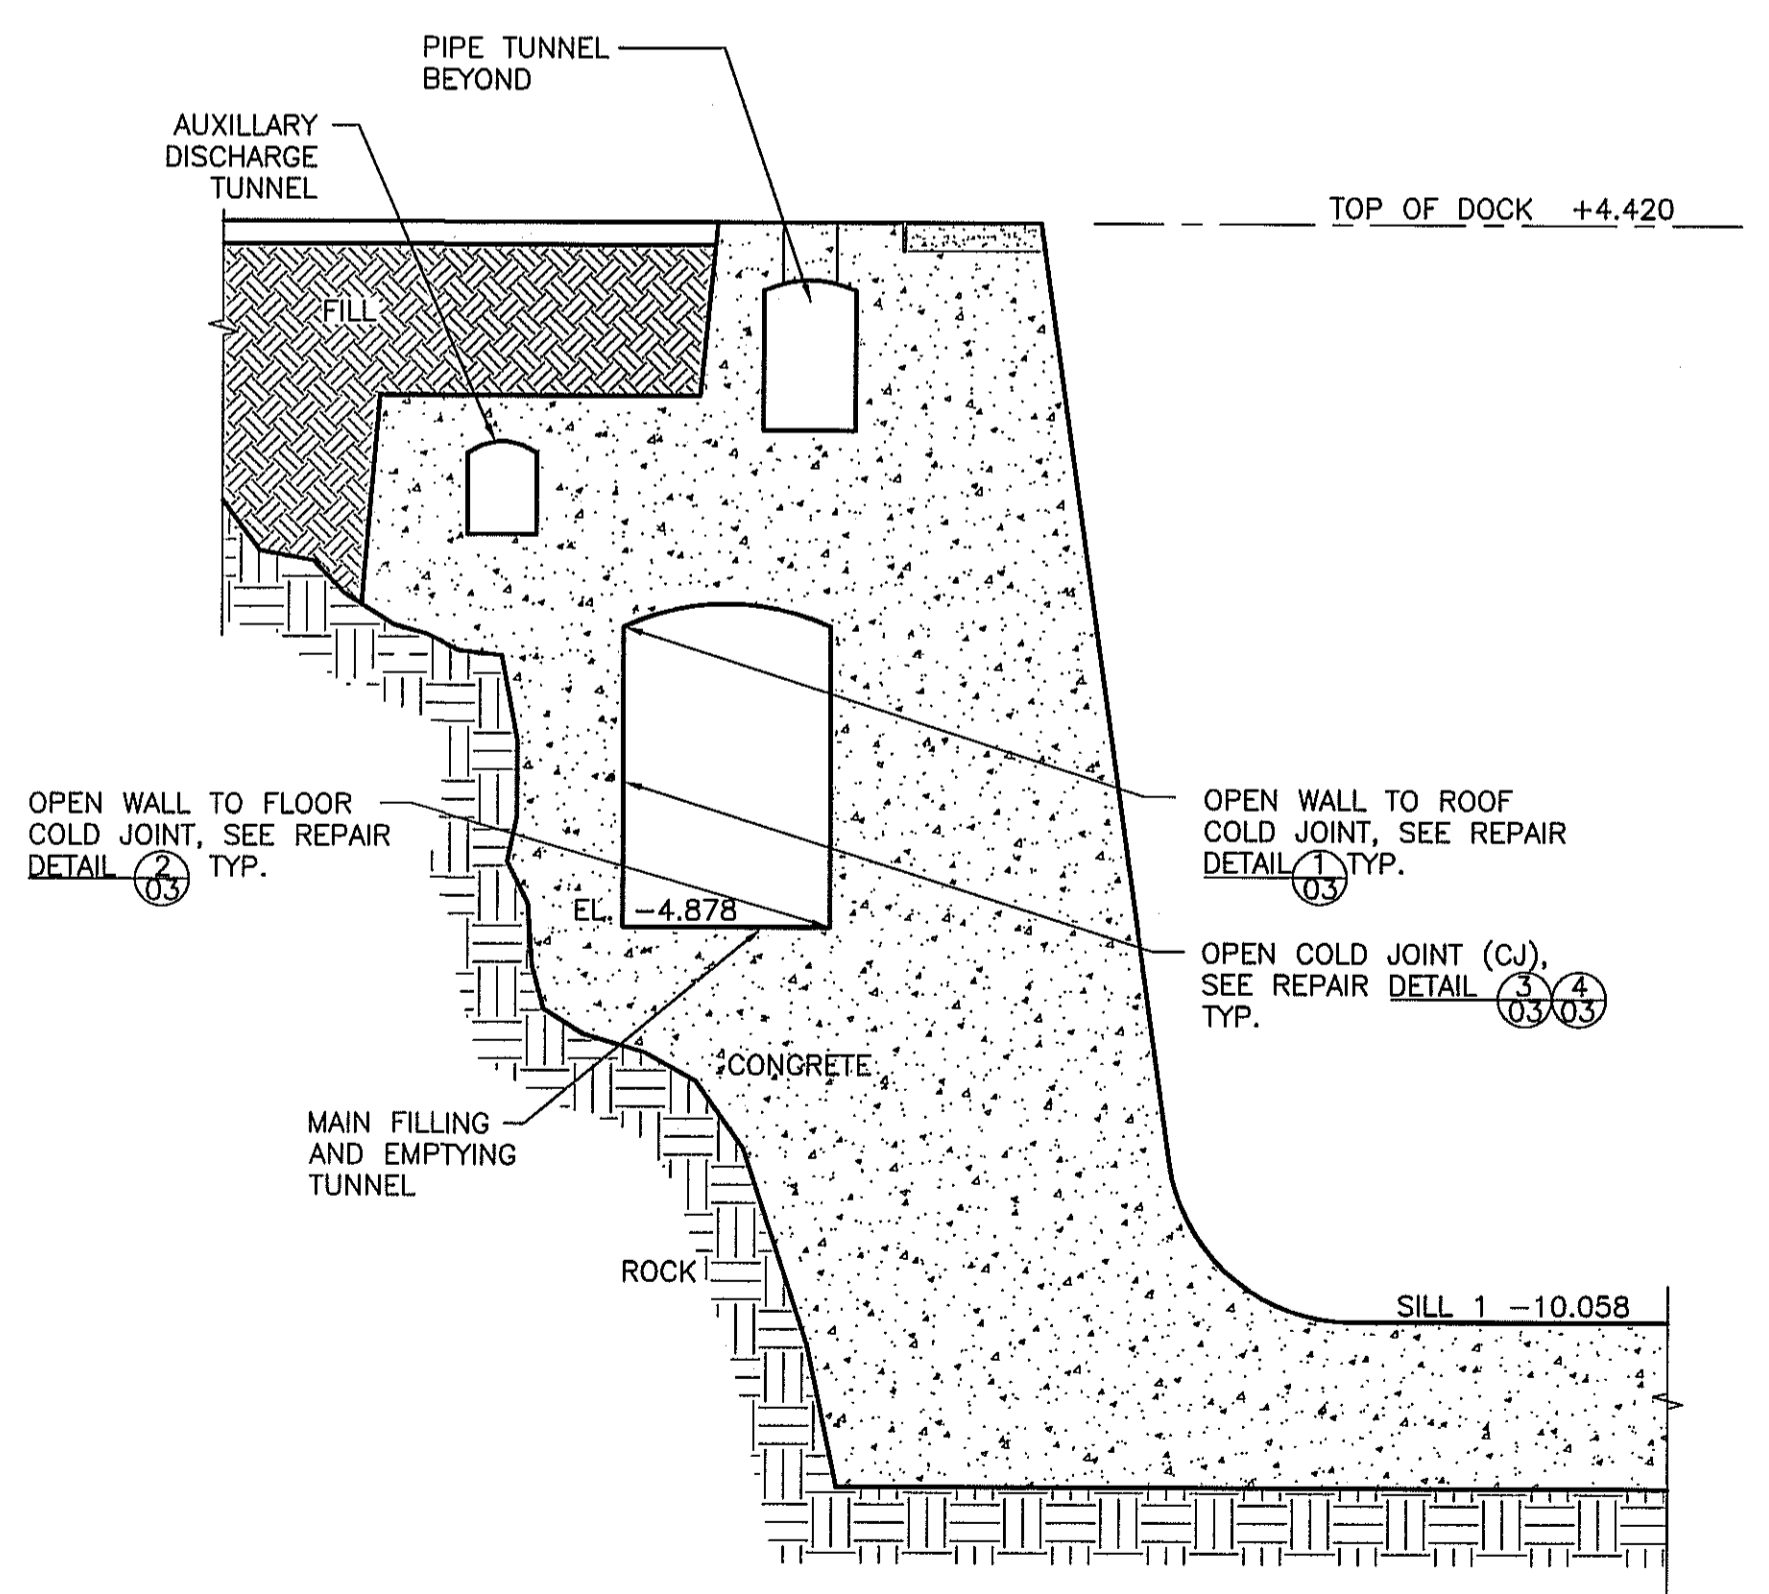 PIPE TUNNEL
BEYOND
AUXILLARY
DISCHARGE
TUNNEL
TOP OF DOCK +4.420
FILL
OPEN WALL TO FLOOR
COLD JOINT, SEE REPAIR
DETAIL 2 TYP.
03
OPEN WALL TO ROOF
COLD JOINT, SEE REPAIR
DETAIL 1 TYP.
03
EL. -4.878
OPEN COLD JOINT (CJ),
SEE REPAIR DETAIL 3 4
03 03
TYP.
CONCRETE
MAIN FILLING
AND EMPTYING
TUNNEL
ROCK
SILL 1 -10.058